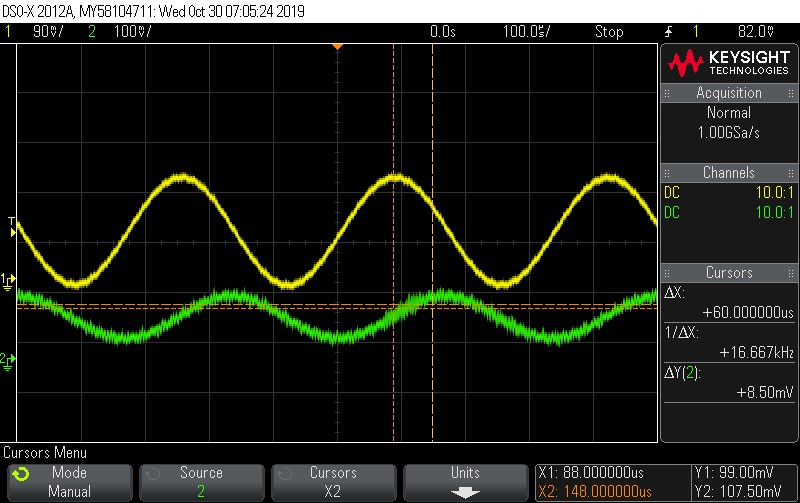 DSO-X 2012A, MY58104711: Wed Oct 30 07:05:24 2019
1 90♈/ 2 100♈/ 0.0s 100.0s/ Stop 1 82.0♈
KEYSIGHT
TECHNOLOGIES
Acquisition
Normal
1.00GSa/s
Channels
DC 10.0:1
DC 10.0:1
Cursors
ΔX:
+60.000000us
1/ΔX:
+16.667kHz
ΔY(2):
+8.50mV
T
1
2
Cursors Menu
Mode
Manual
Source
2
Cursors
X2
Units
X1: 88.000000us
X2: 148.000000us
Y1: 99.00mV
Y2: 107.50mV